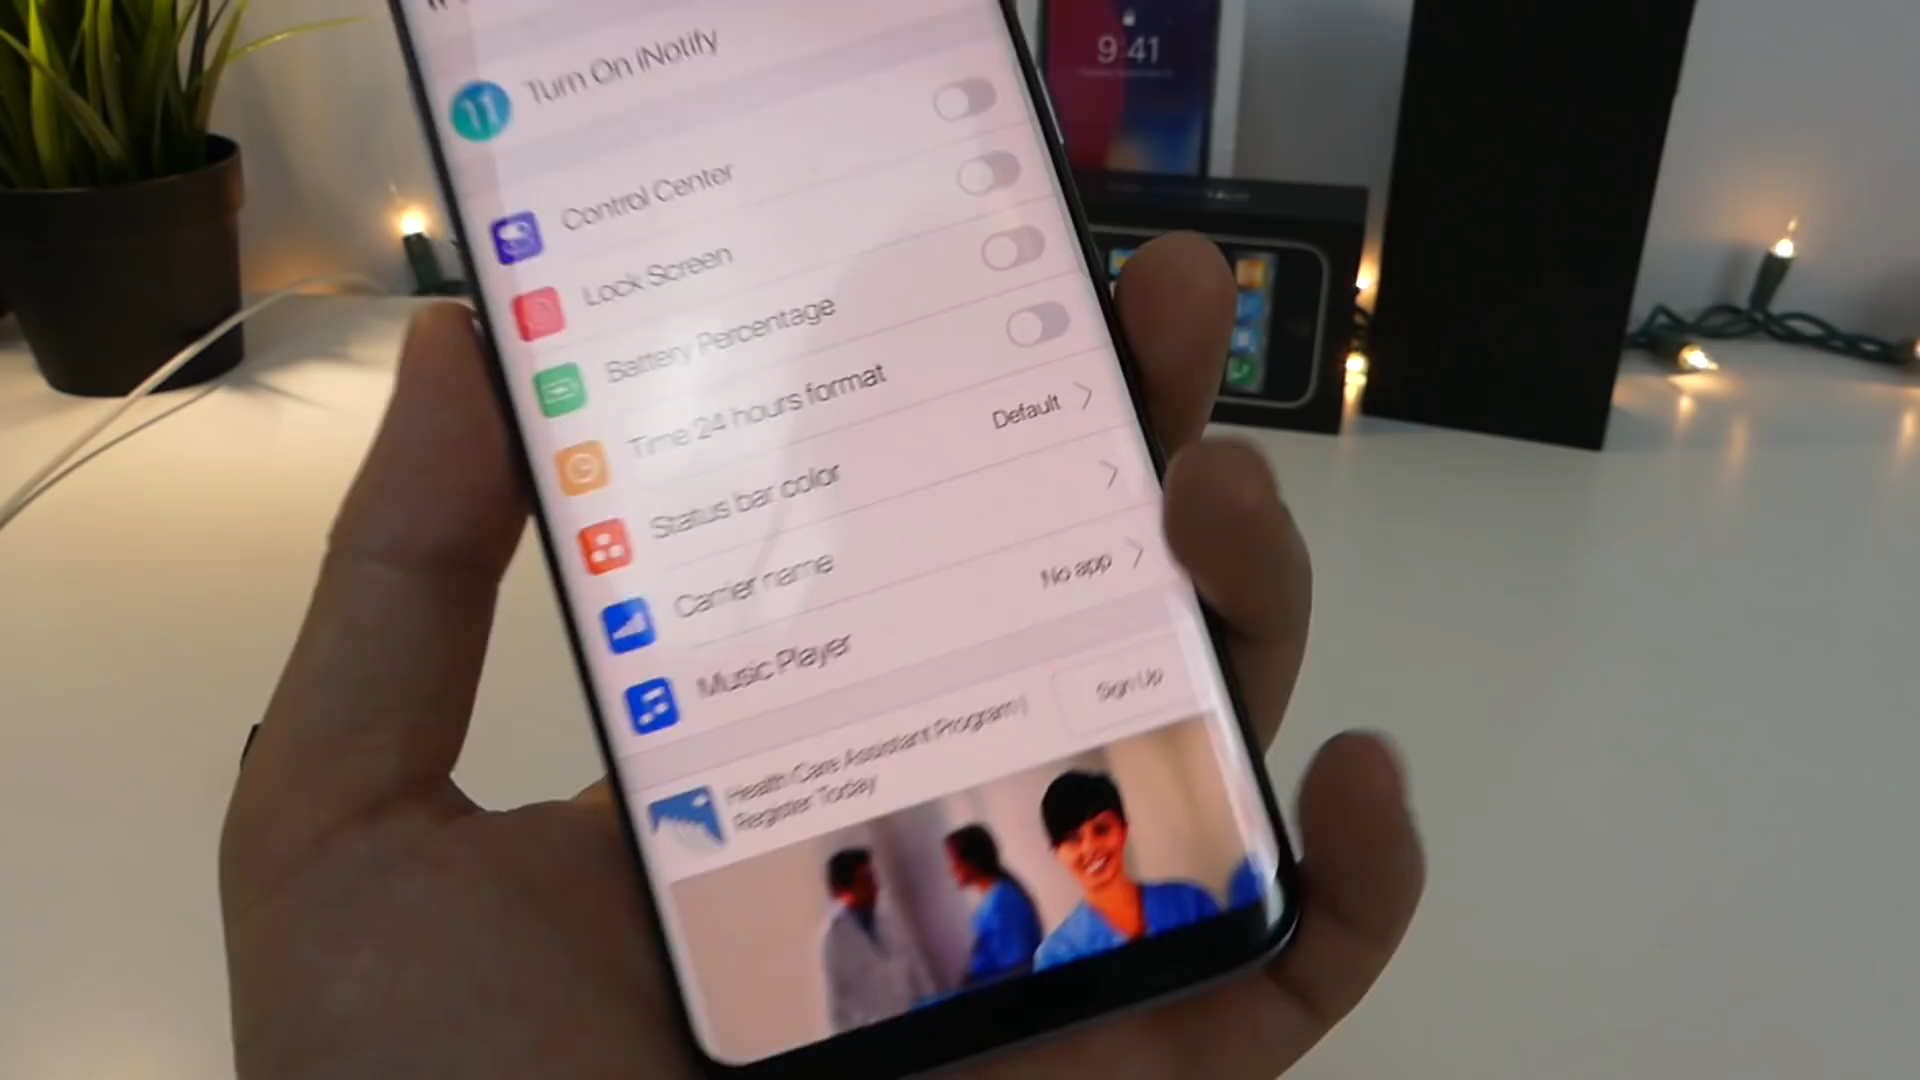 Turn On iNotify
11
Control Center
Lock Screen
Battery Percentage
Time 24 hours format
Status bar color
Default
Carrier name
Music Player
No app
Health Care Assistant Program |
Register Today
Sign Up
9:41